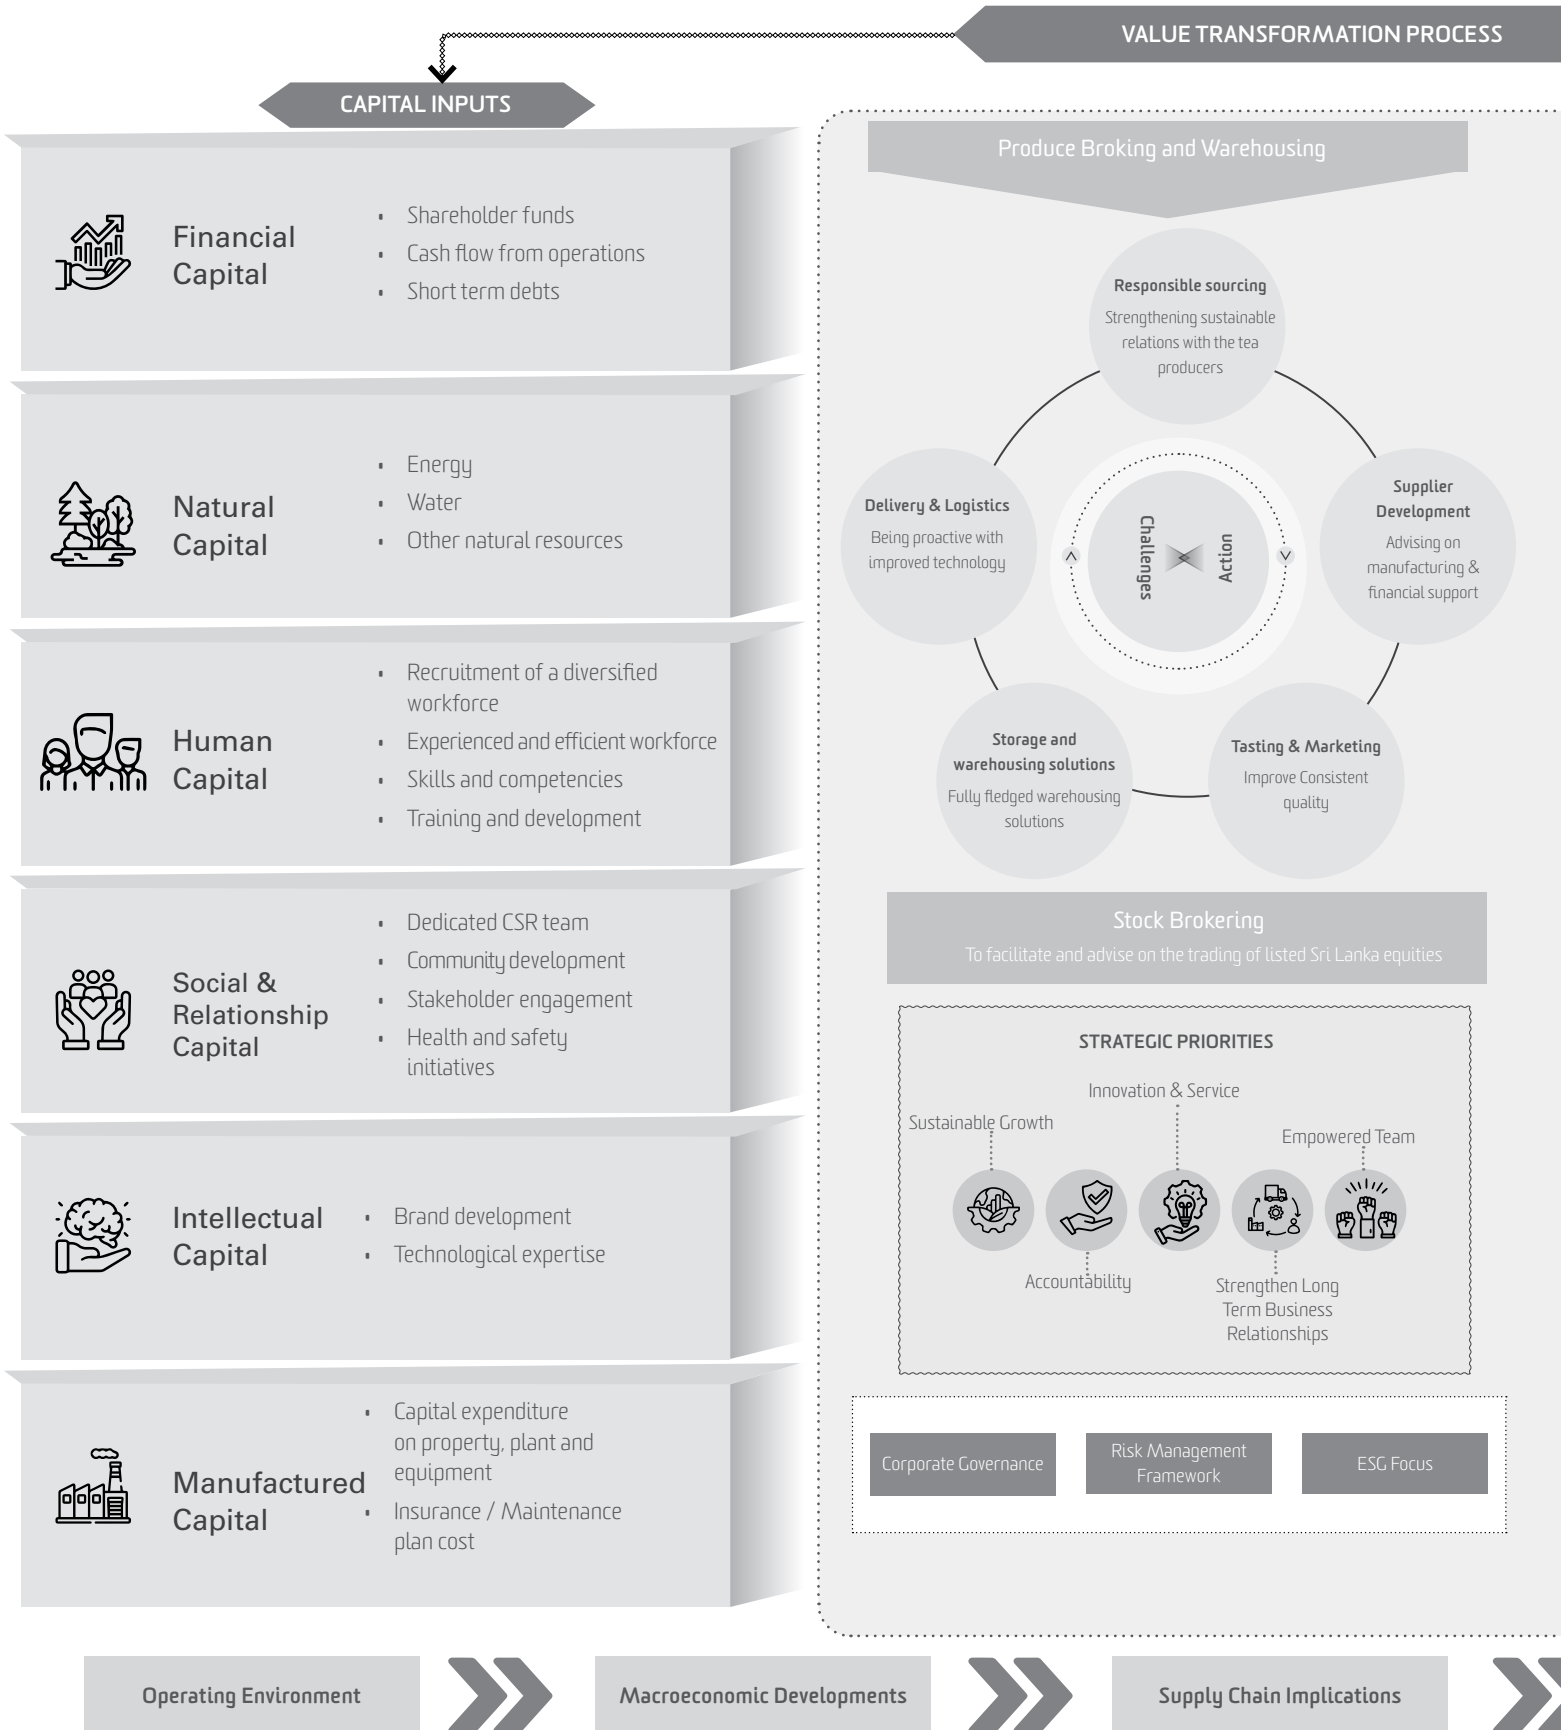 VALUE TRANSFORMATION PROCESS
CAPITAL INPUTS
Financial
Capital
Shareholder funds
Cash flow from operations
Short term debts
Natural
Capital
Energy
Water
Other natural resources
Human
Capital
Recruitment of a diversified
workforce
Experienced and efficient workforce
Skills and competencies
Training and development
Social &
Relationship
Capital
Dedicated CSR team
Community development
Stakeholder engagement
Health and safety
initiatives
Intellectual
Capital
Brand development
Technological expertise
Manufactured
Capital
Capital expenditure
on property, plant and
equipment
Insurance / Maintenance
plan cost
Produce Broking and Warehousing
Responsible sourcing
Strengthening sustainable
relations with the tea
producers
Supplier
Development
Advising on
manufacturing &
financial support
Tasting & Marketing
Improve Consistent
quality
Storage and
warehousing solutions
Fully fledged warehousing
solutions
Delivery & Logistics
Being proactive with
improved technology
Challenges
Action
Stock Brokering
To facilitate and advise on the trading of listed Sri Lanka equities
STRATEGIC PRIORITIES
Innovation & Service
Sustainable Growth
Empowered Team
Accountability
Strengthen Long
Term Business
Relationships
Corporate Governance
Risk Management
Framework
ESG Focus
Operating Environment
Macroeconomic Developments
Supply Chain Implications